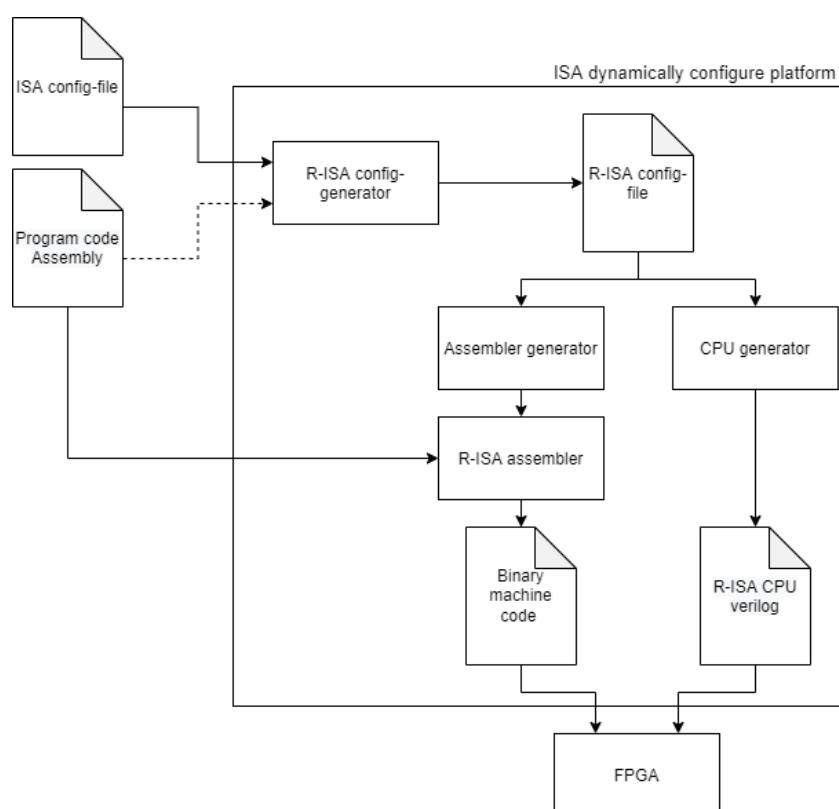 ISA dynamically configure platform
ISA config-file
R-ISA config-
generator
R-ISA config-
file
Program code
Assembly
Assembler generator
CPU generator
R-ISA assembler
Binary
machine
code
R-ISA CPU
verilog
FPGA